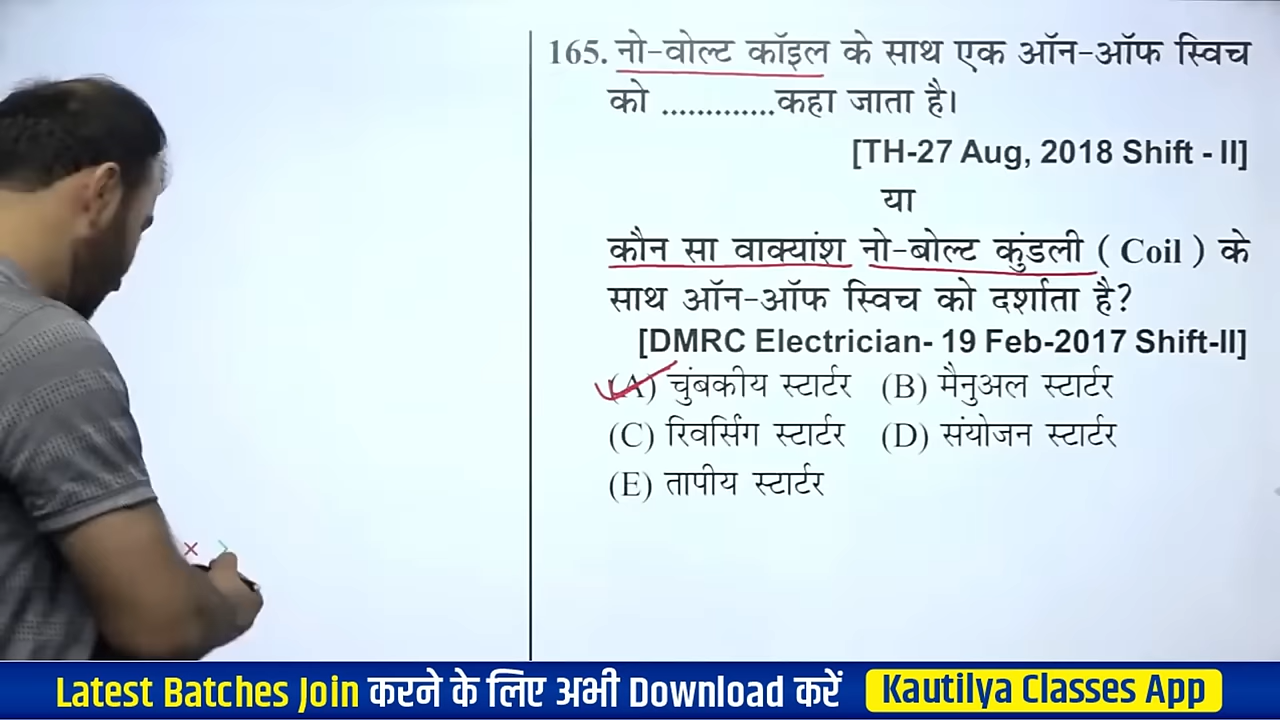 165. नो-वोल्ट कॉइल के साथ एक ऑन-ऑफ स्विच
को .............कहा जाता है।
[TH-27 Aug, 2018 Shift - II]
या
कौन सा वाक्यांश नो-बोल्ट कुंडली ( Coil ) के
साथ ऑन-ऑफ स्विच को दर्शाता है?
[DMRC Electrician- 19 Feb-2017 Shift-II]
(A) चुंबकीय स्टार्टर (B) मैनुअल स्टार्टर
(C) रिवर्सिंग स्टार्टर (D) संयोजन स्टार्टर
(E) तापीय स्टार्टर
Latest Batches Join करने के लिए अभी Download करें Kautilya Classes App